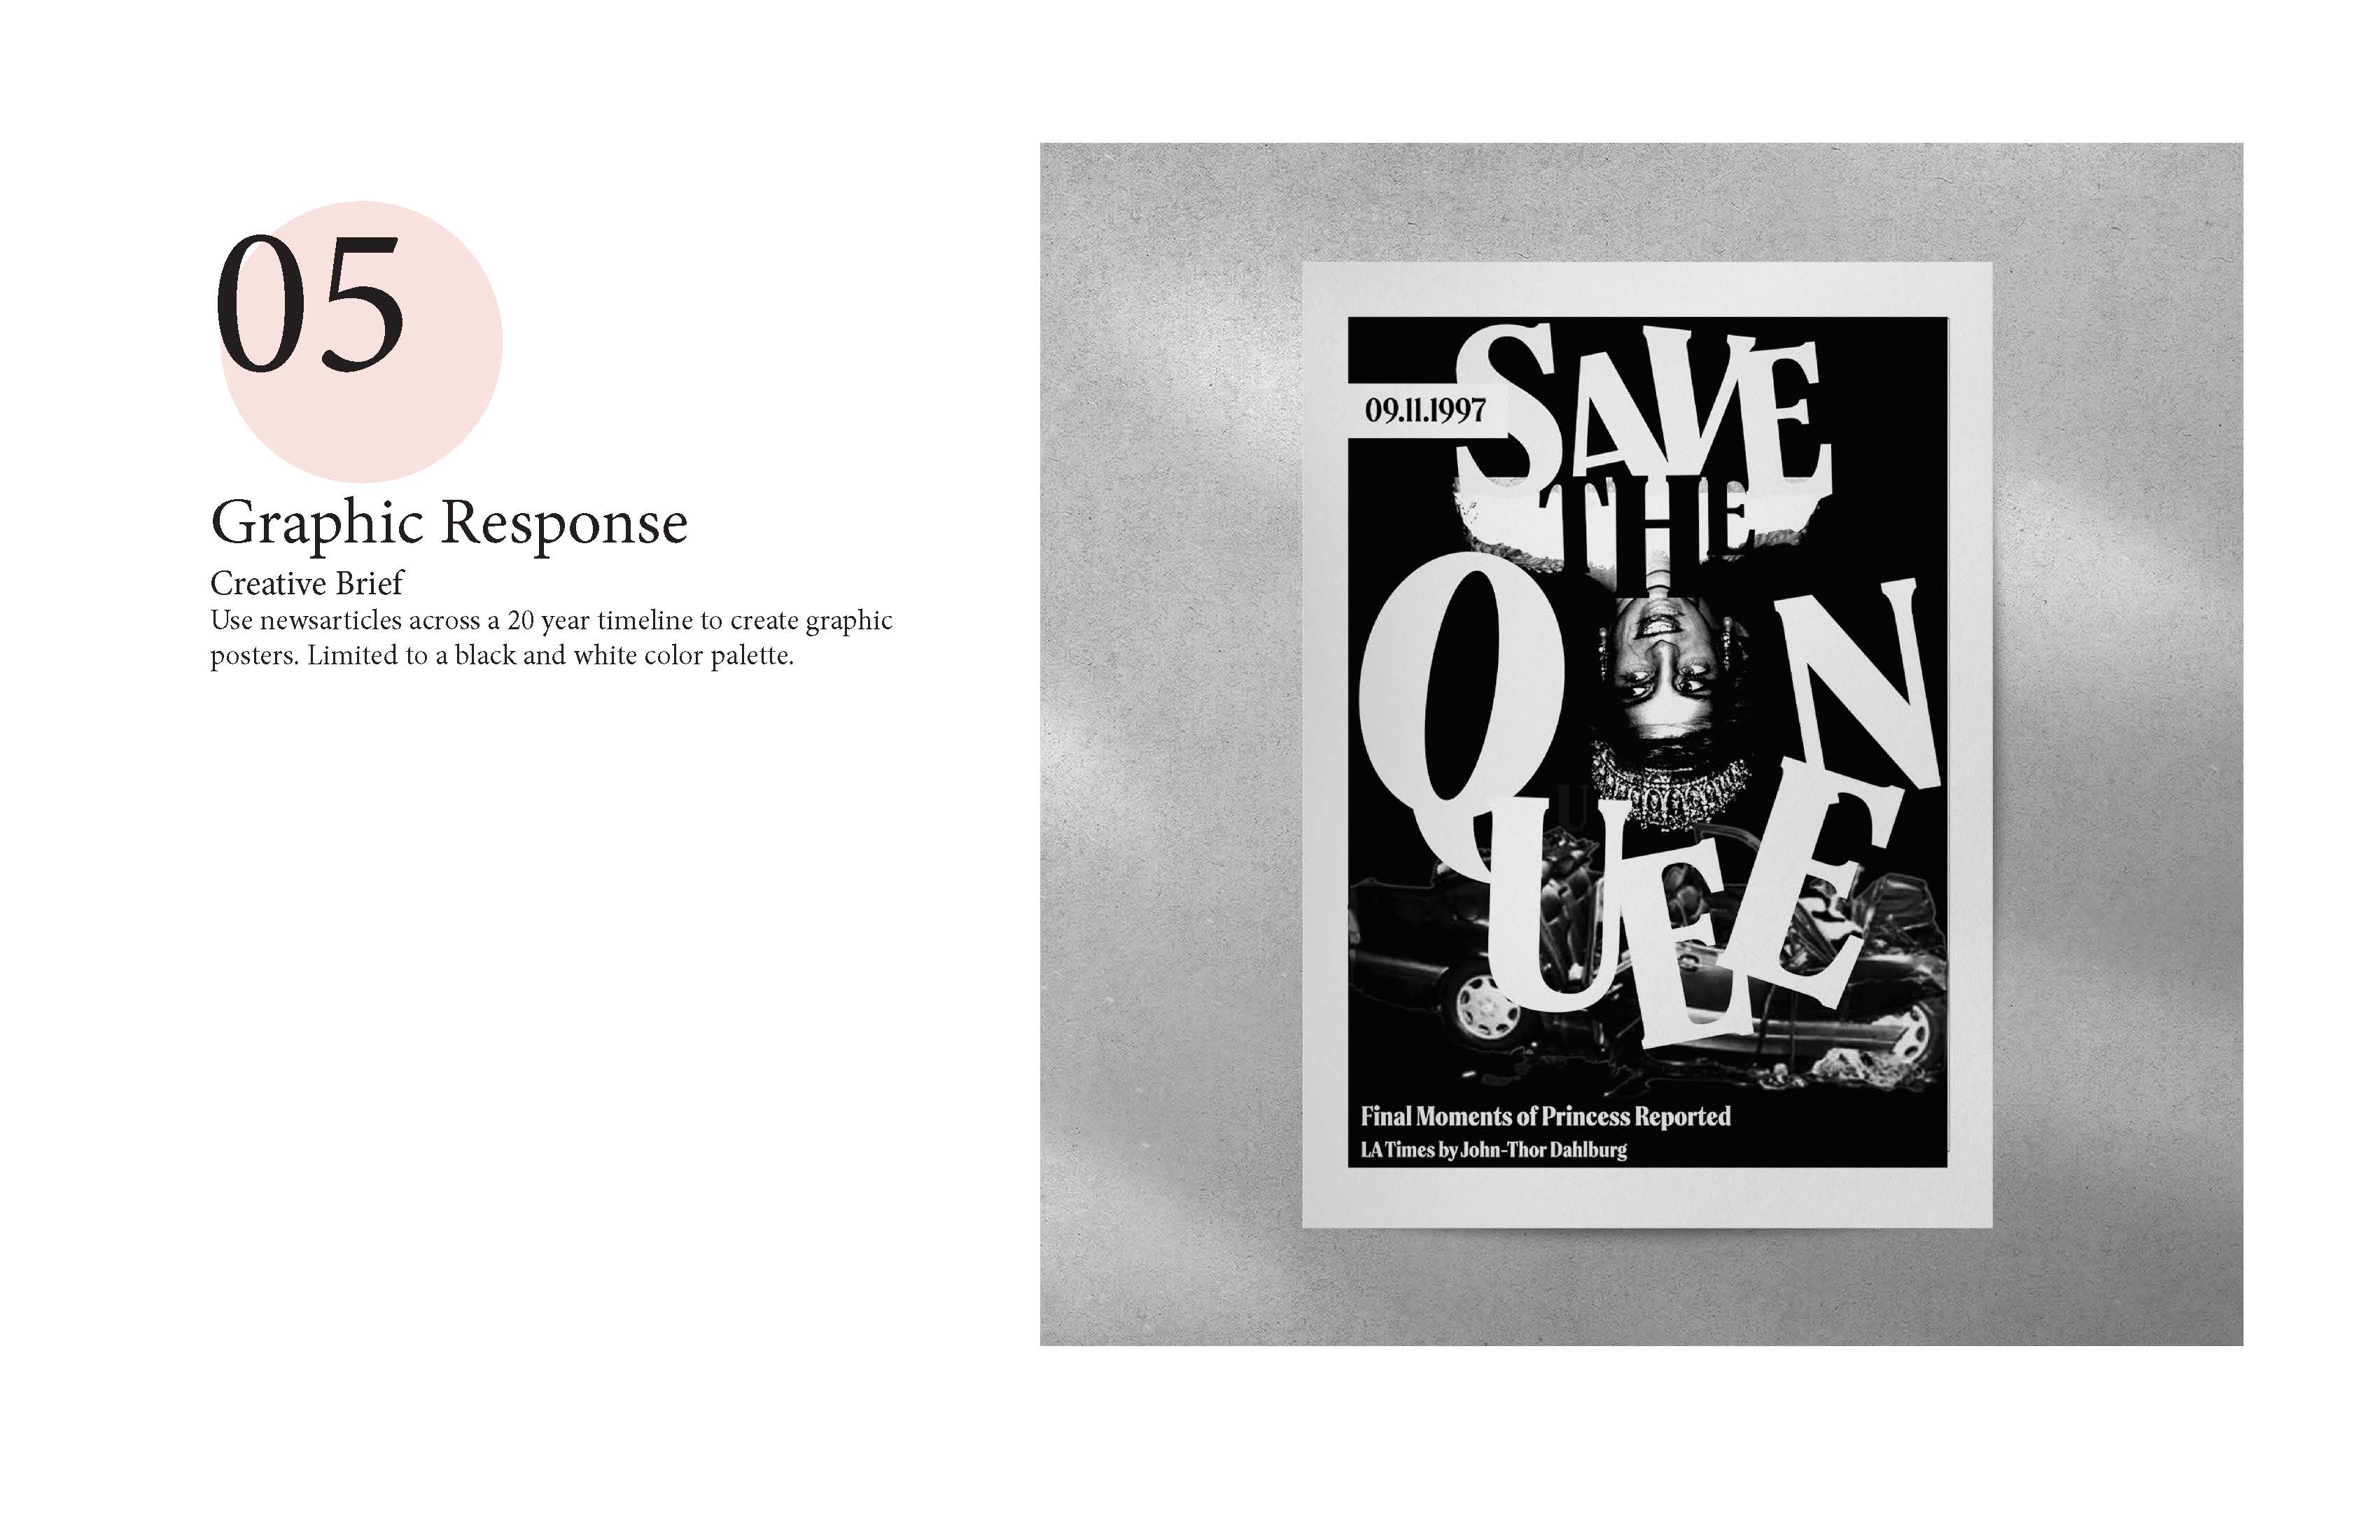 05
Graphic Response
Creative Brief
Use newsarticles across a 20 year timeline to create graphic
posters. Limited to a black and white color palette.
SAVE
09.11.1997
THE
QUEEN
U
Final Moments of Princess Reported
LA Times by John-Thor Dahlburg